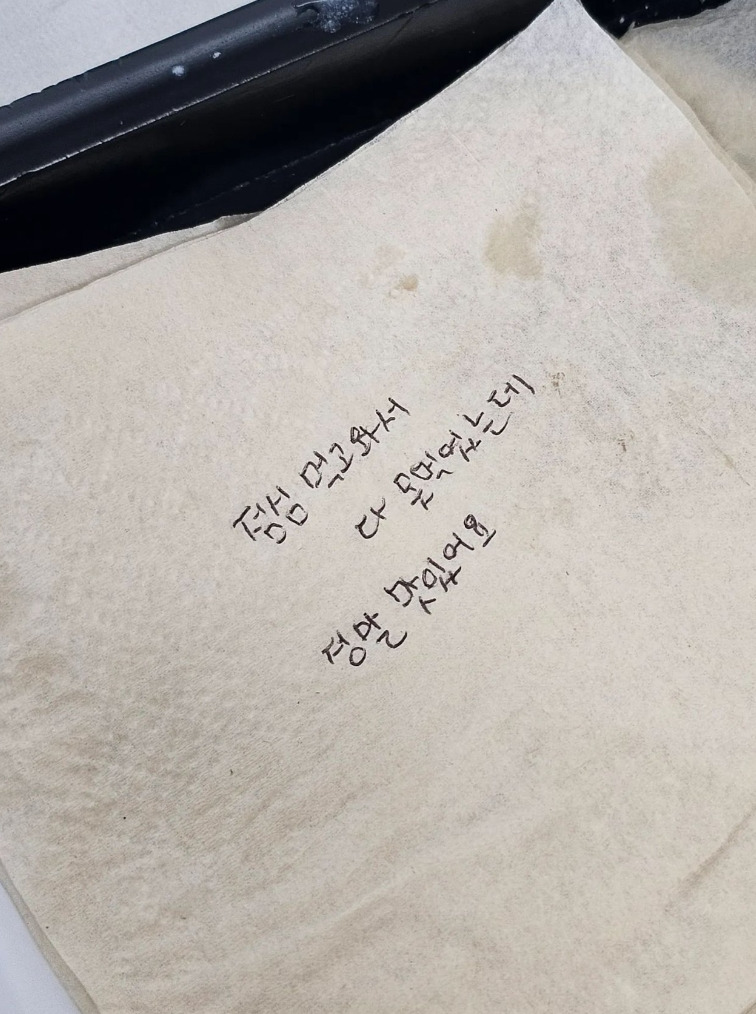 점심 먹고와서
다 못먹었는데
정말 맛있어요